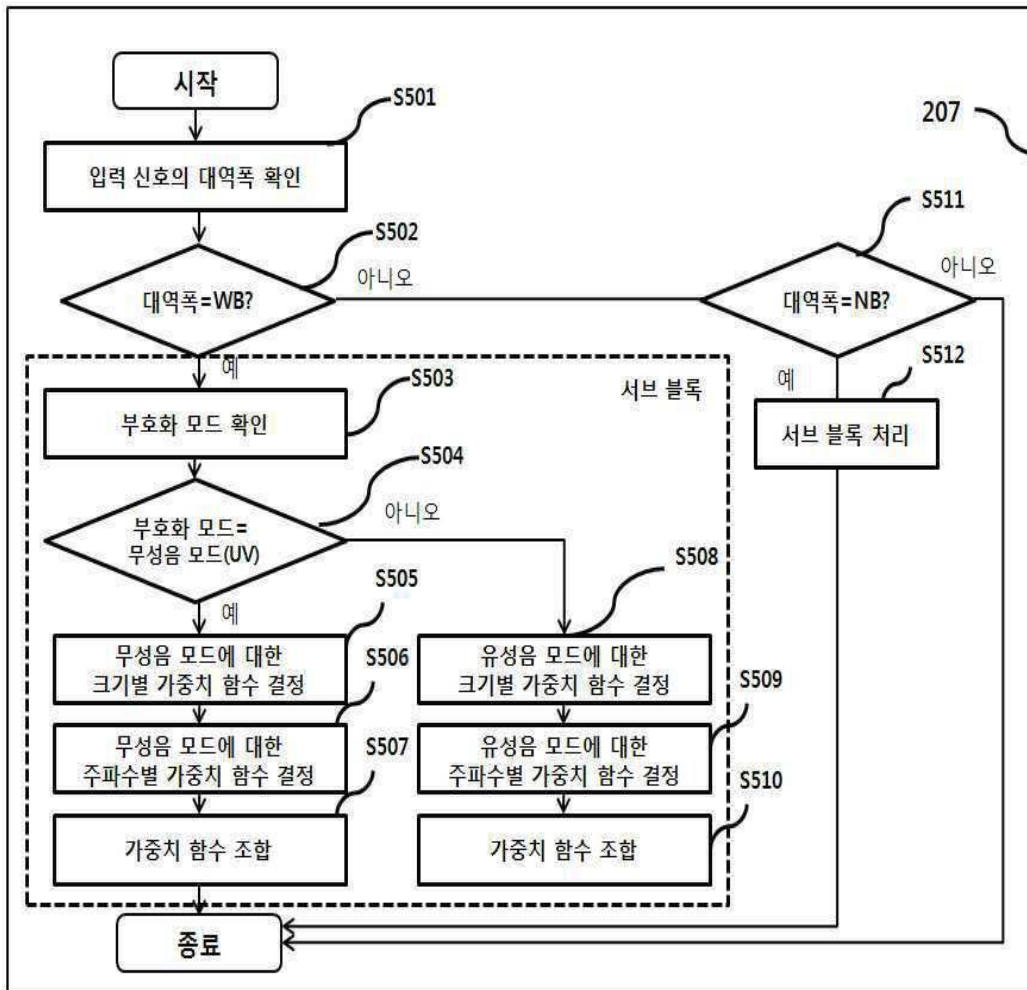 시작
S501
207
입력 신호의 대역폭 확인
S502
S511
아니오
아니오
대역폭=WB?
대역폭=NB?
예
S503
서브 블록
예
S512
부호화 모드 확인
서브 블록 처리
S504
아니오
부호화 모드=
무성음 모드(UV)
S508
S505
예
무성음 모드에 대한
크기별 가중치 함수 결정
S506
유성음 모드에 대한
크기별 가중치 함수 결정
S509
무성음 모드에 대한
주파수별 가중치 함수 결정
S507
유성음 모드에 대한
주파수별 가중치 함수 결정
S510
가중치 함수 조합
가중치 함수 조합
종료